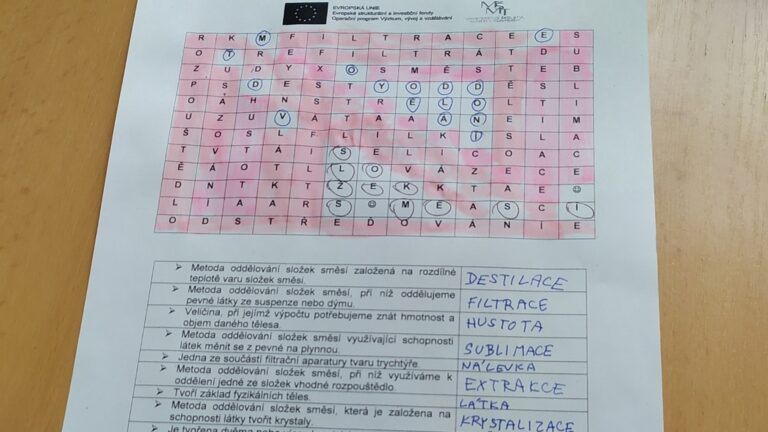 EVROPSKÁ UNIE
Evropské strukturální a investiční fondy
Operační program Výzkum, vývoj a vzdělávání
R K M F I L T R A C E E S
O T R E F I L T R Á T D U
Z U D Y X O S M Ě S T E B
P S D E S T Y O D D Ě S L
O A H N S T R E L O L T I
U Z U V Á T A A Á N E I M
Š O S L F L I L K I S L A
T V T Á I S E L I C O A C
Ě Á O T L L O V Á Z E C E
D N T K T Ž E K K T A E ☺
L Í A A R S ☺ M E A S C Í
O D S T Ř E Ď O V Á N Í E
Metoda oddělování složek směsí založená na rozdílné teplotě varu složek směsí. DESTILACE
Metoda oddělování složek směsí, při níž oddělujeme pevné látky ze suspenze nebo dýmu. FILTRACE
Veličina, při jejímž výpočtu potřebujeme znát hmotnost a objem daného tělesa. HUSTOTA
Metoda oddělování složek směsí využívající schopnosti látek měnit se z pevné na plynnou. SUBLIMACE
Jedna ze součástí filtrační aparatury tvaru trychtýře. NÁLEVKA
Metoda oddělování složek směsí, při níž využíváme k oddělení jedné ze složek vhodné rozpouštědlo. EXTRAKCE
Tvoří základ fyzikálních těles. LÁTKA
Metoda oddělování složek směsí, která je založena na schopnosti látky tvořit krystaly. KRYSTALIZACE